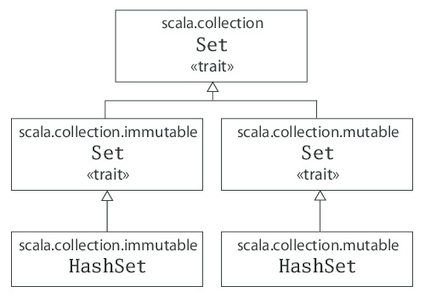 scala.collection
Set
«trait»
scala.collection.immutable
Set
«trait»
scala.collection.mutable
Set
«trait»
scala.collection.immutable
HashSet
scala.collection.mutable
HashSet